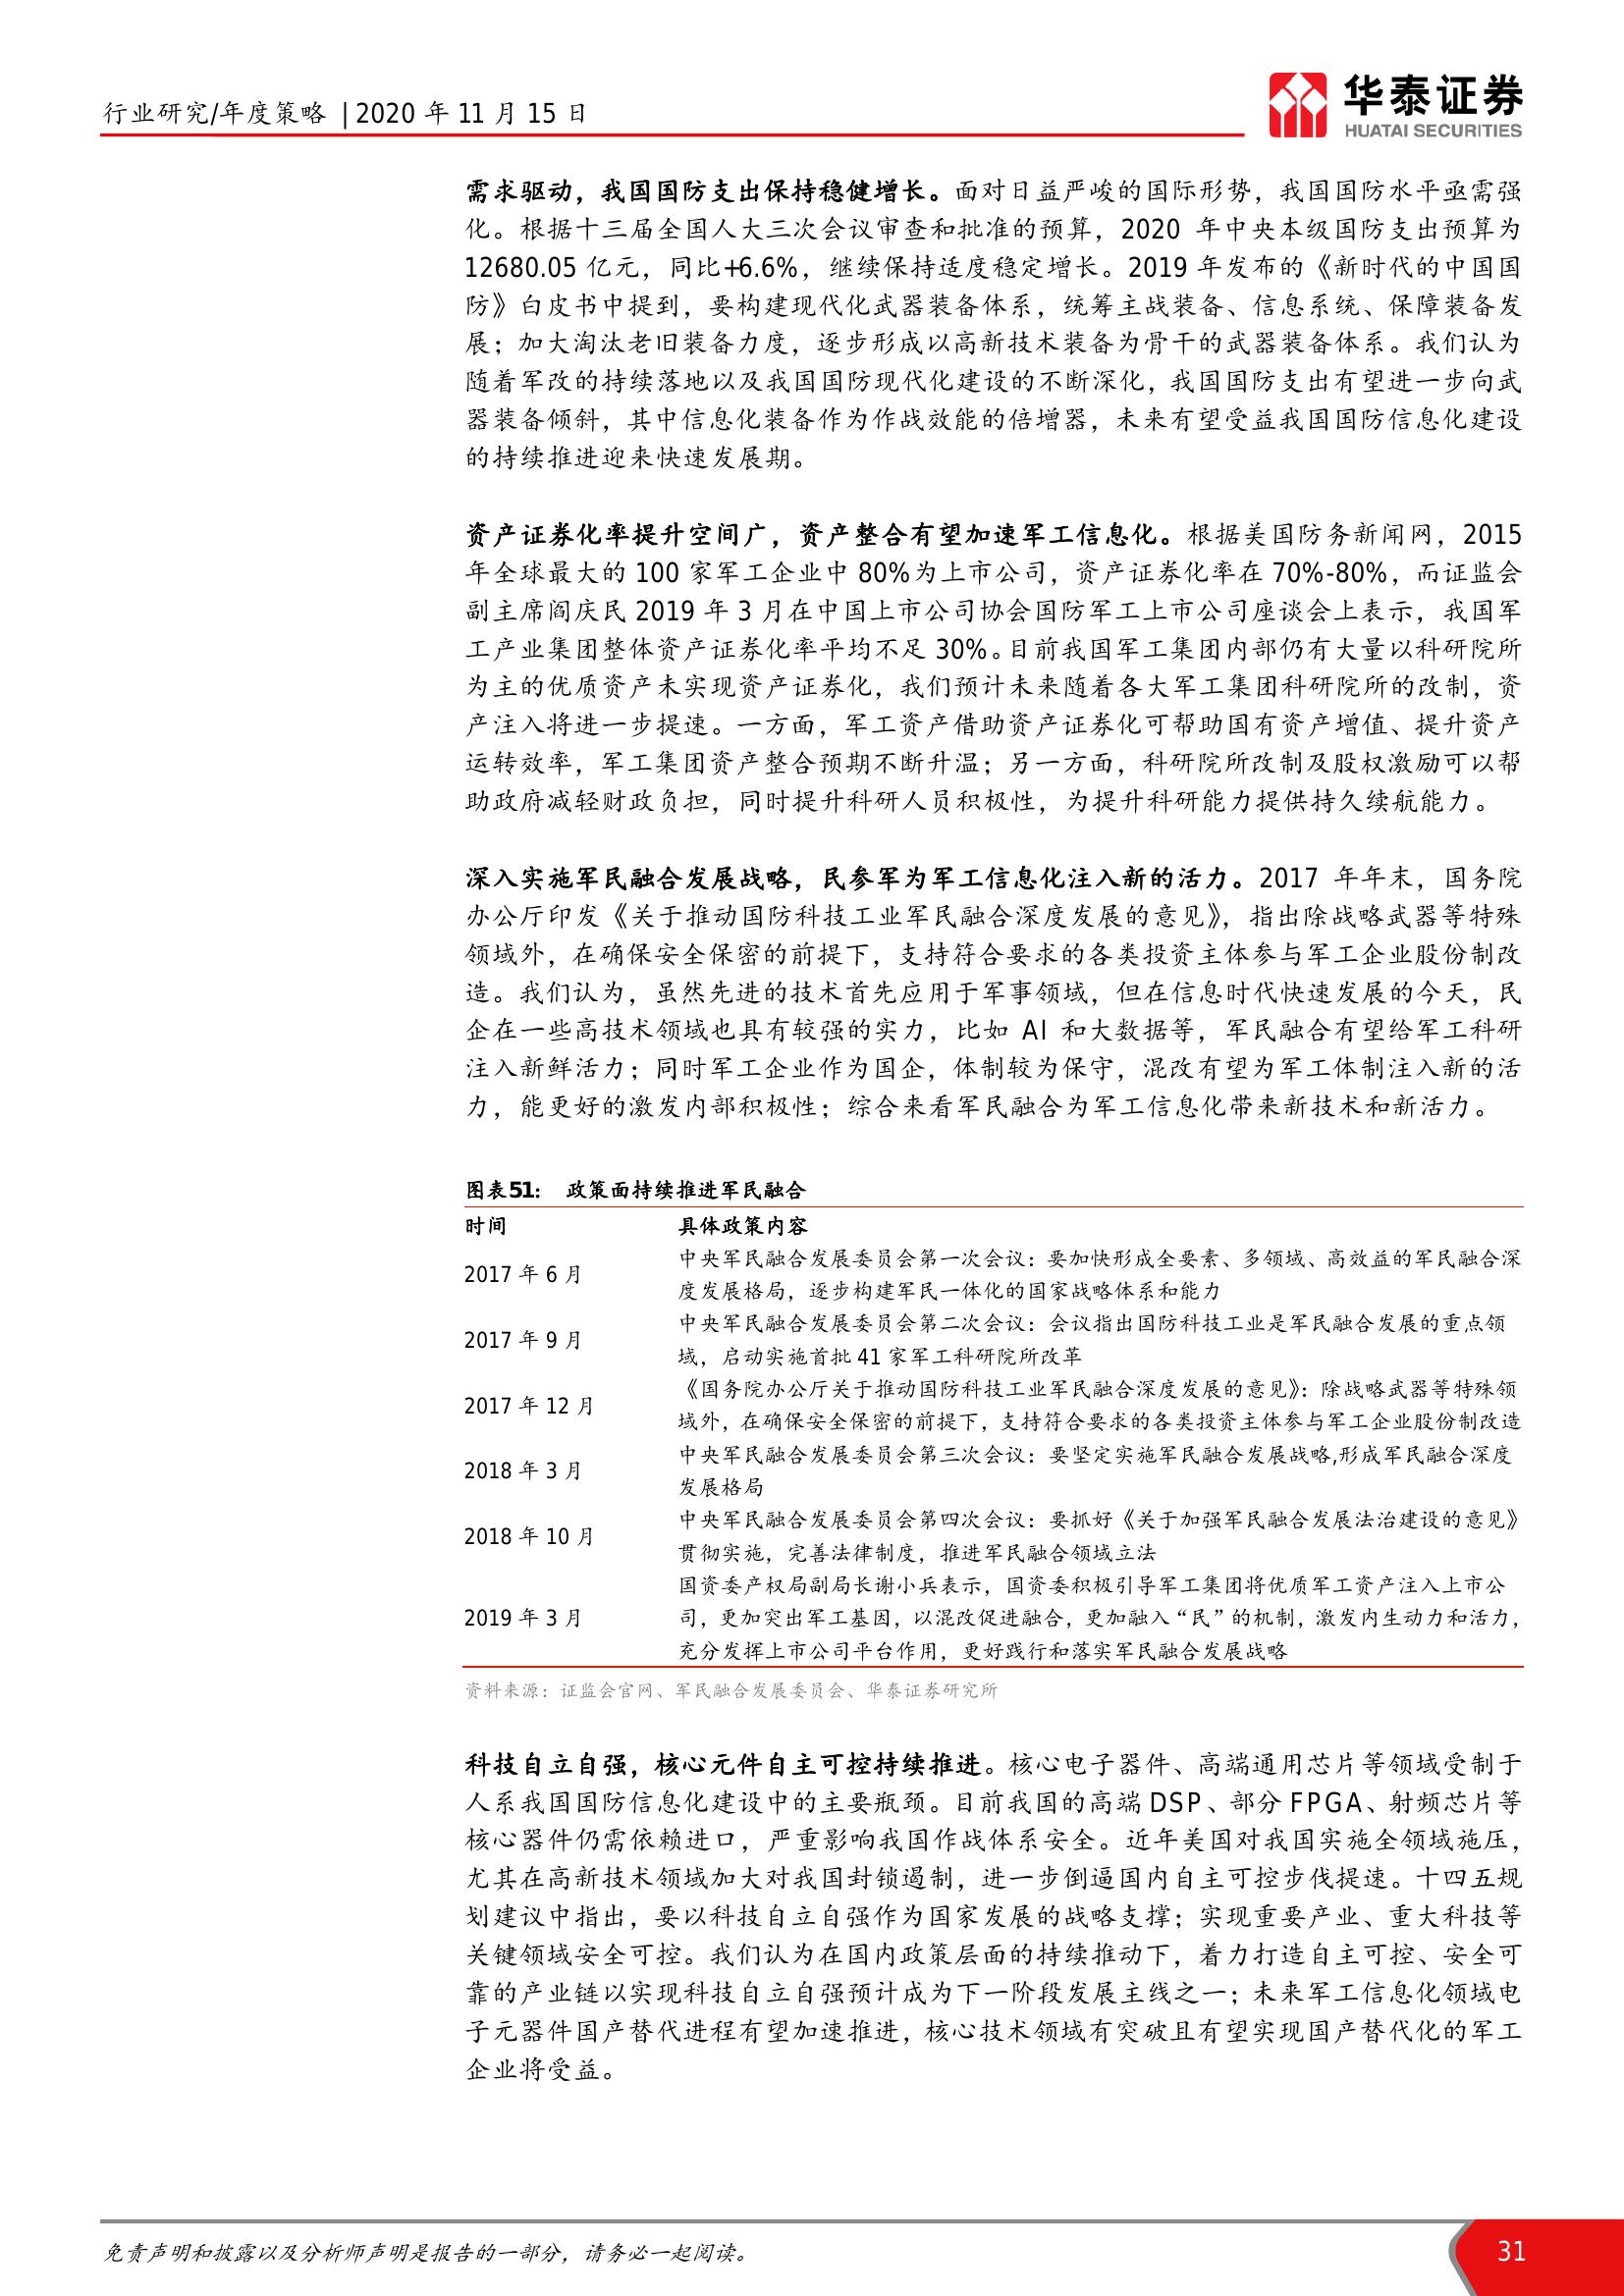 行业研究/年度策略 | 2020 年 11 月 15 日
华泰证券
HUATAI SECURITIES
需求驱动，我国国防支出保持稳健增长。面对日益严峻的国际形势，我国国防水平亟需强
化。根据十三届全国人大三次会议审查和批准的预算，2020 年中央本级国防支出预算为
12680.05 亿元，同比+6.6%，继续保持适度稳定增长。2019 年发布的《新时代的中国国
防》白皮书中提到，要构建现代化武器装备体系，统筹主战装备、信息系统、保障装备发
展；加大淘汰老旧装备力度，逐步形成以高新技术装备为骨干的武器装备体系。我们认为
随着军改的持续落地以及我国国防现代化建设的不断深化，我国国防支出有望进一步向武
器装备倾斜，其中信息化装备作为作战效能的倍增器，未来有望受益我国国防信息化建设
的持续推进迎来快速发展期。
资产证券化率提升空间广，资产整合有望加速军工信息化。根据美国防务新闻网，2015
年全球最大的 100 家军工企业中 80%为上市公司，资产证券化率在 70%-80%，而证监会
副主席阎庆民 2019 年 3 月在中国上市公司协会国防军工上市公司座谈会上表示，我国军
工产业集团整体资产证券化率平均不足 30%。目前我国军工集团内部仍有大量以科研院所
为主的优质资产未实现资产证券化，我们预计未来随着各大军工集团科研院所的改制，资
产注入将进一步提速。一方面，军工资产借助资产证券化可帮助国有资产增值、提升资产
运转效率，军工集团资产整合预期不断升温；另一方面，科研院所改制及股权激励可以帮
助政府减轻财政负担，同时提升科研人员积极性，为提升科研能力提供持久续航能力。
深入实施军民融合发展战略，民参军为军工信息化注入新的活力。2017 年年末，国务院
办公厅印发《关于推动国防科技工业军民融合深度发展的意见》，指出除战略武器等特殊
领域外，在确保安全保密的前提下，支持符合要求的各类投资主体参与军工企业股份制改
造。我们认为，虽然先进的技术首先应用于军事领域，但在信息时代快速发展的今天，民
企在一些高技术领域也具有较强的实力，比如 AI 和大数据等，军民融合有望给军工科研
注入新鲜活力；同时军工企业作为国企，体制较为保守，混改有望为军工体制注入新的活
力，能更好的激发内部积极性；综合来看军民融合为军工信息化带来新技术和新活力。
图表51： 政策面持续推进军民融合
时间 具体政策内容
2017 年 6 月 中央军民融合发展委员会第一次会议：要加快形成全要素、多领域、高效益的军民融合深
度发展格局，逐步构建军民一体化的国家战略体系和能力
2017 年 9 月 中央军民融合发展委员会第二次会议：会议指出国防科技工业是军民融合发展的重点领
域，启动实施首批 41 家军工科研院所改革
2017 年 12 月 《国务院办公厅关于推动国防科技工业军民融合深度发展的意见》：除战略武器等特殊领
域外，在确保安全保密的前提下，支持符合要求的各类投资主体参与军工企业股份制改造
2018 年 3 月 中央军民融合发展委员会第三次会议：要坚定实施军民融合发展战略,形成军民融合深度
发展格局
2018 年 10 月 中央军民融合发展委员会第四次会议：要抓好《关于加强军民融合发展法治建设的意见》
贯彻实施，完善法律制度，推进军民融合领域立法
2019 年 3 月 国资委产权局副局长谢小兵表示，国资委积极引导军工集团将优质军工资产注入上市公
司，更加突出军工基因，以混改促进融合，更加融入“民”的机制，激发内生动力和活力，
充分发挥上市公司平台作用，更好践行和落实军民融合发展战略
资料来源：证监会官网、军民融合发展委员会、华泰证券研究所
科技自立自强，核心元件自主可控持续推进。核心电子器件、高端通用芯片等领域受制于
人系我国国防信息化建设中的主要瓶颈。目前我国的高端 DSP、部分 FPGA、射频芯片等
核心器件仍需依赖进口，严重影响我国作战体系安全。近年美国对我国实施全领域施压，
尤其在高新技术领域加大对我国封锁遏制，进一步倒逼国内自主可控步伐提速。十四五规
划建议中指出，要以科技自立自强作为国家发展的战略支撑；实现重要产业、重大科技等
关键领域安全可控。我们认为在国内政策层面的持续推动下，着力打造自主可控、安全可
靠的产业链以实现科技自立自强预计成为下一阶段发展主线之一；未来军工信息化领域电
子元器件国产替代进程有望加速推进，核心技术领域有突破且有望实现国产替代化的军工
企业将受益。
免责声明和披露以及分析师声明是报告的一部分，请务必一起阅读。
31